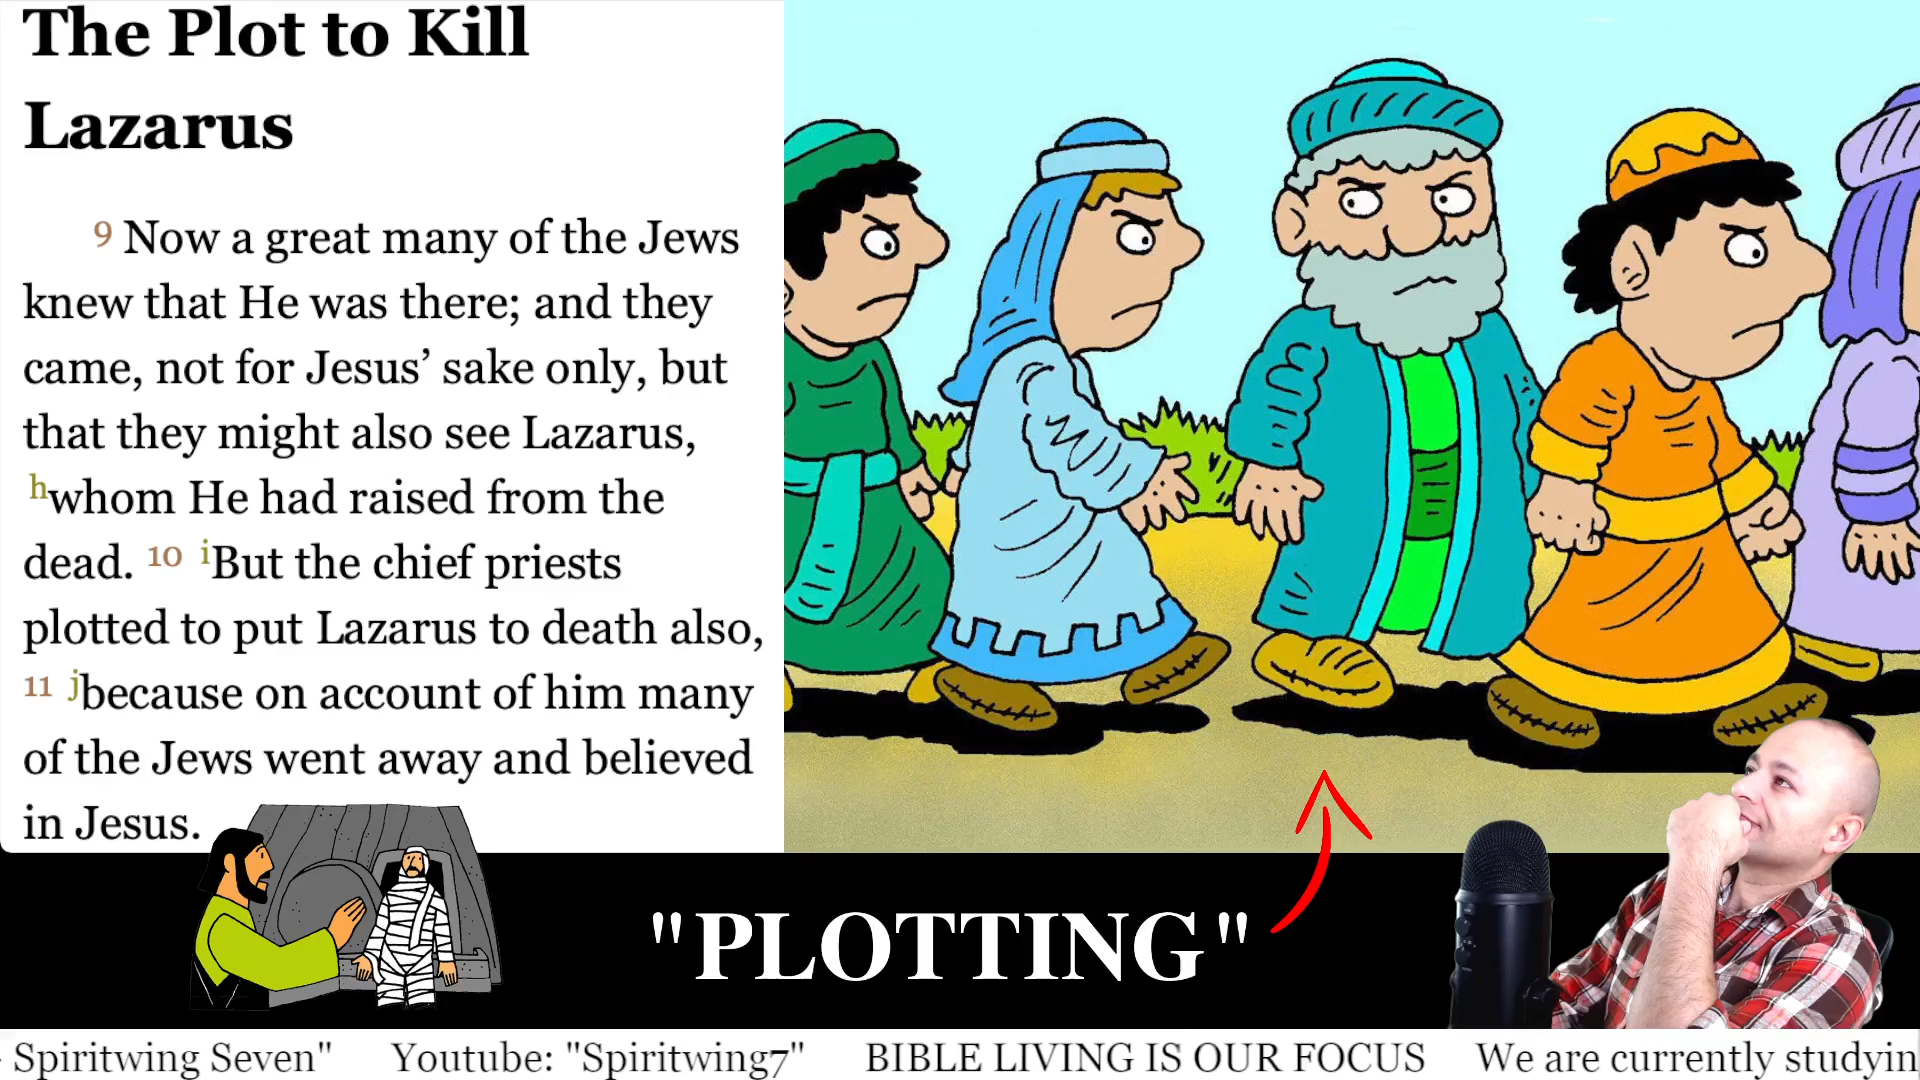 The Plot to Kill
Lazarus
9 Now a great many of the Jews
knew that He was there; and they
came, not for Jesus’ sake only, but
that they might also see Lazarus,
hwhom He had raised from the
dead. 10 iBut the chief priests
plotted to put Lazarus to death also,
11 jbecause on account of him many
of the Jews went away and believed
in Jesus.
"PLOTTING"
Spiritwing Seven" Youtube: "Spiritwing7" BIBLE LIVING IS OUR FOCUS We are currently studyin